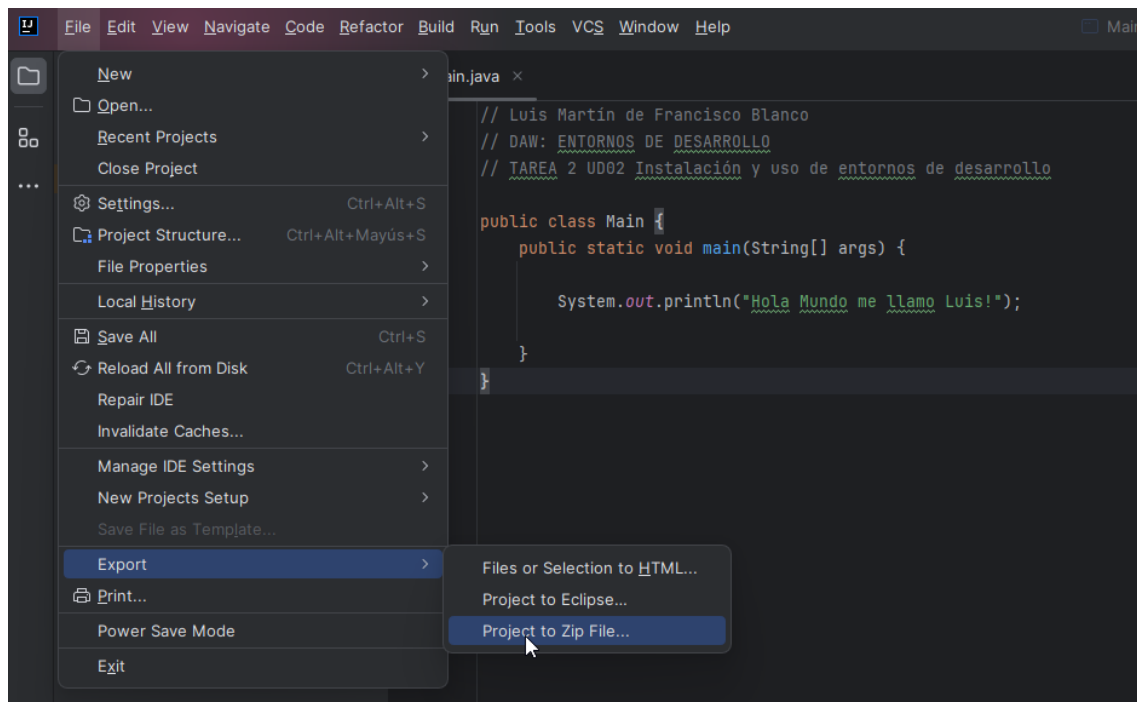 IJ
File Edit View Navigate Code Refactor Build Run Tools VCS Window Help
Main
New
Open...
Recent Projects
Close Project
Settings... Ctrl+Alt+S
Project Structure... Ctrl+Alt+Mayús+S
File Properties
Local History
Save All Ctrl+S
Reload All from Disk Ctrl+Alt+Y
Repair IDE
Invalidate Caches...
Manage IDE Settings
New Projects Setup
Save File as Template...
Export
Print...
Power Save Mode
Exit
Files or Selection to HTML...
Project to Eclipse...
Project to Zip File...
ain.java ×
// Luis Martín de Francisco Blanco
// DAW: ENTORNOS DE DESARROLLO
// TAREA 2 UD02 Instalación y uso de entornos de desarrollo
public class Main {
public static void main(String[] args) {
System.out.println("Hola Mundo me llamo Luis!");
}
}